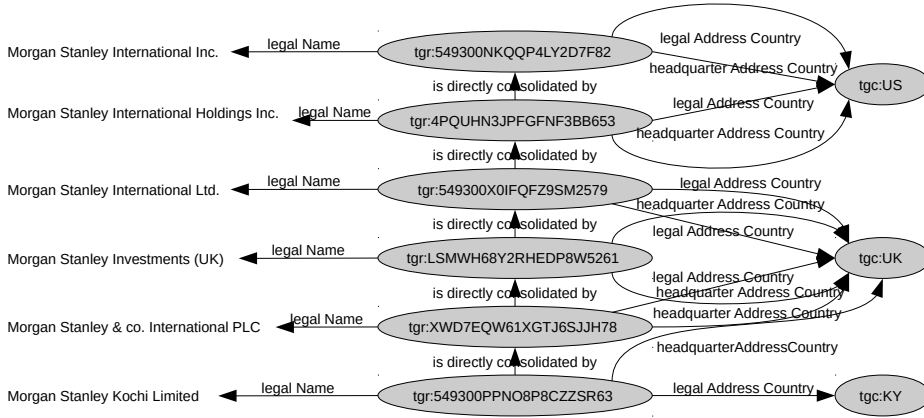 legal Address Country
Morgan Stanley International Inc.
legal Name
tgr:549300NKQQP4LY2D7F82
headquarter Address Country
is directly consolidated by
tgc:US
legal Address Country
Morgan Stanley International Holdings Inc.
legal Name
tgr:4PQUHN3JPFGFNF3BB653
headquarter Address Country
is directly consolidated by
legal Address Country
Morgan Stanley International Ltd.
legal Name
tgr:549300X0IFQFZ9SM2579
headquarter Address Country
is directly consolidated by
legal Address Country
Morgan Stanley Investments (UK)
legal Name
tgr:LSMWH68Y2RHEDP8W5261
tgc:UK
legal Address Country
is directly consolidated by
headquarter Address Country
Morgan Stanley & co. International PLC
legal Name
tgr:XWD7EQW61XGTJ6SJJH78
headquarter Address Country
is directly consolidated by
headquarterAddressCountry
Morgan Stanley Kochi Limited
legal Name
tgr:549300PPNO8P8CZZSR63
legal Address Country
tgc:KY